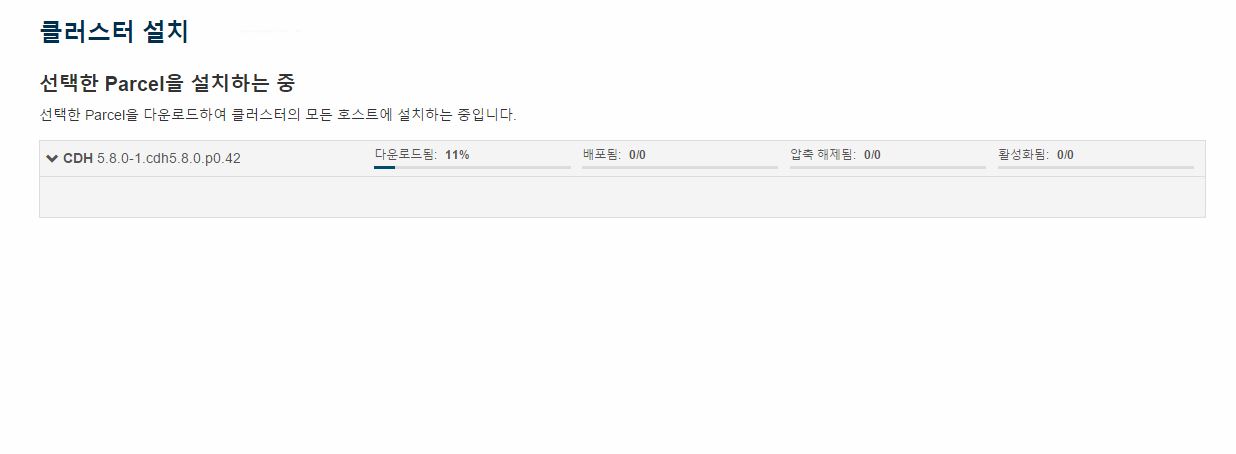 클러스터 설치
선택한 Parcel을 설치하는 중
선택한 Parcel을 다운로드하여 클러스터의 모든 호스트에 설치하는 중입니다.
CDH 5.8.0-1.cdh5.8.0.p0.42 다운로드됨: 11% 배포됨: 0/0 압축 해제됨: 0/0 활성화됨: 0/0